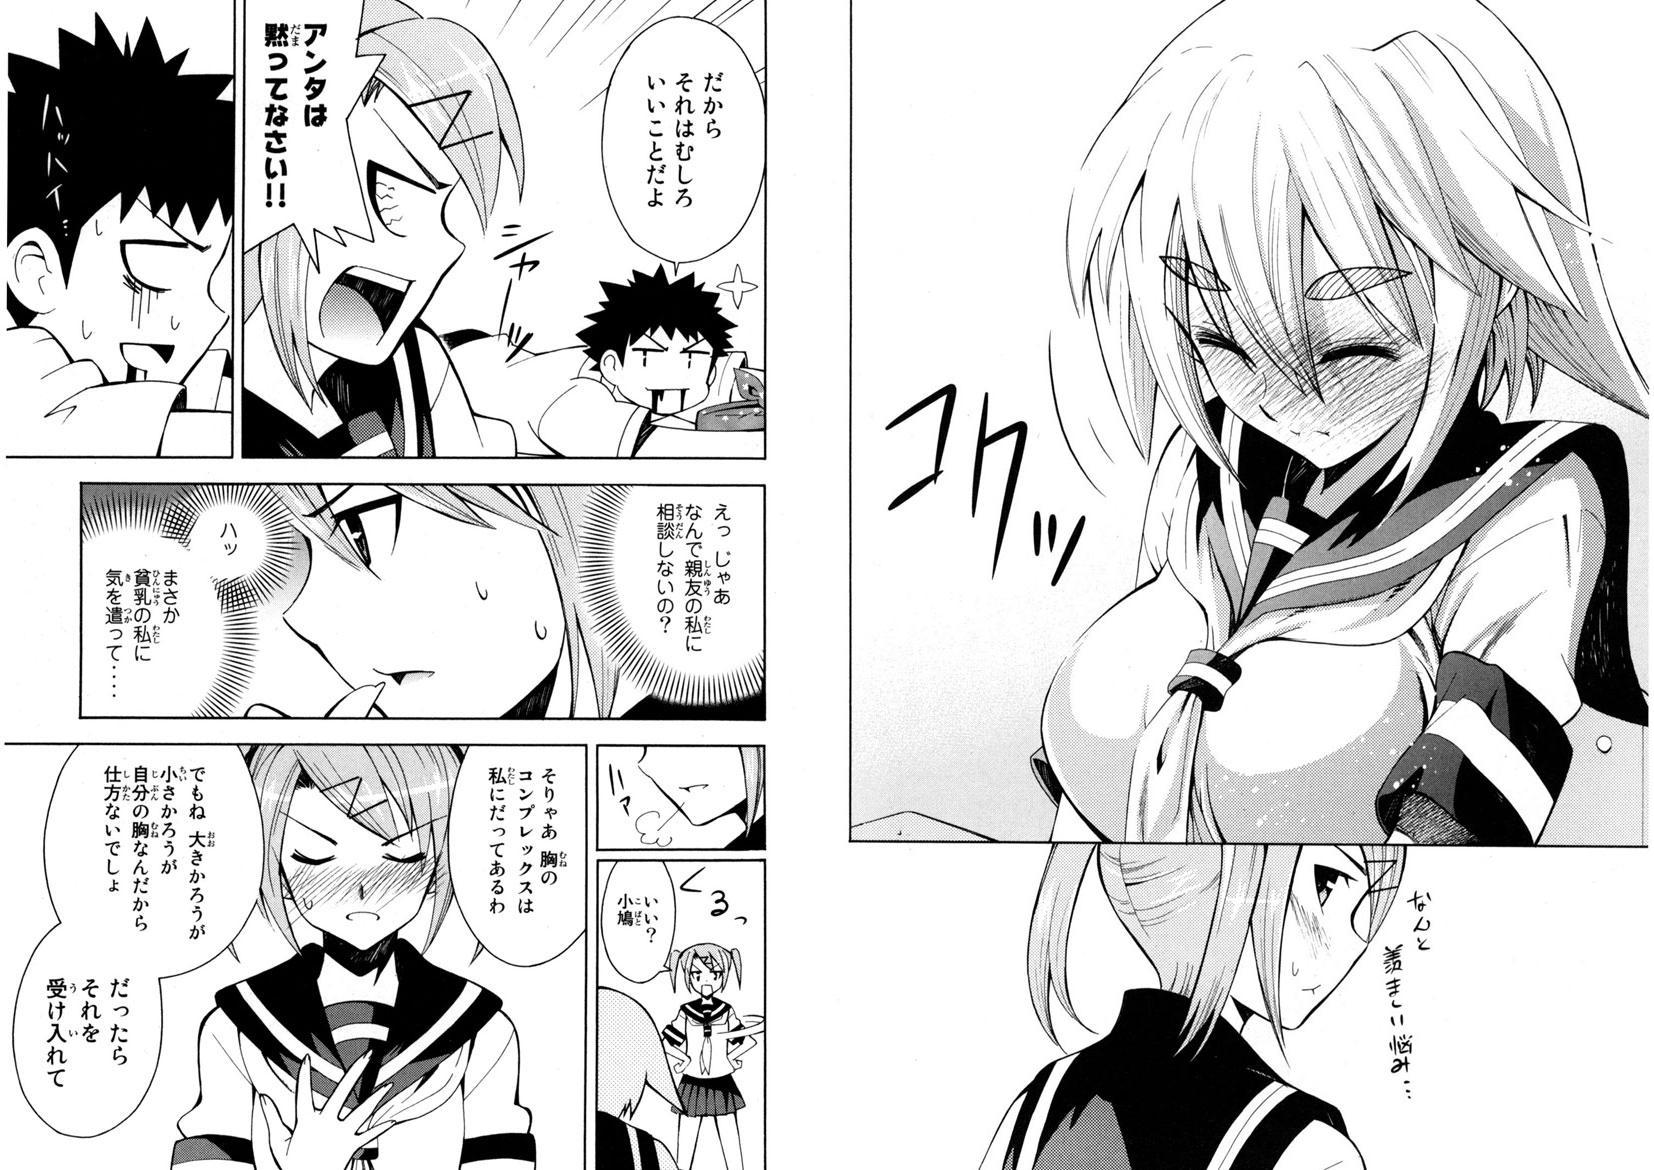 コクッ
なんと
羨ましい悩み…
だから
それはむしろ
いいことだよ
ニャ
リッ
アンタは
黙ってなさい!!
ハッハイ…
えっ じゃあ
なんで親友の私に
相談しないの?
ハッ
まさか
貧乳の私に
気を遣って……
ハァ
くるっ
いい?
小鳩
そりゃあ 胸の
コンプレックスは
私にだってあるわ
でもね 大きかろうが
小さかろうが
自分の胸なんだから
仕方ないでしょ
だったら
それを
受け入れて